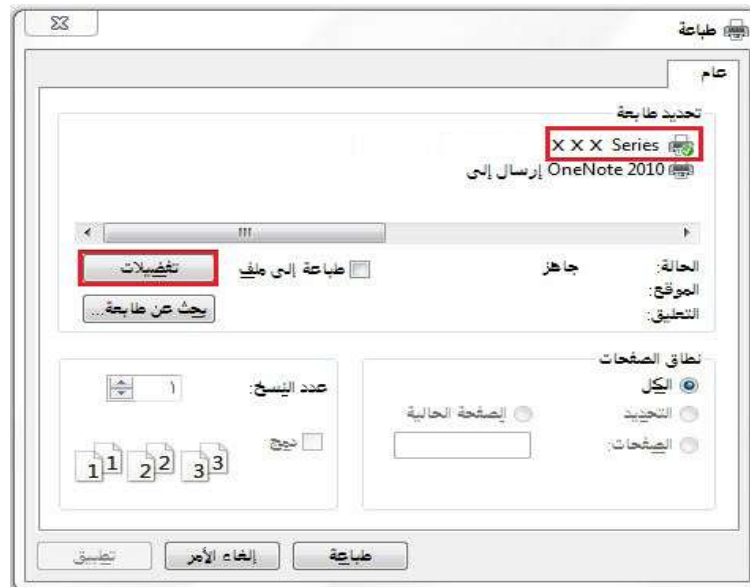 طباعة
عام
تحديد طابعة
X X X Series
إرسال إلى OneNote 2010
الحالة: جاهز
طباعة إلى ملف
تفضيلات
الموقع:
التعليق:
بحث عن طابعة...
نطاق الصفحات
الكل
التحديد
الصفحة الحالية
الصفحات:
عدد النسخ: ١
دمج
1 1 2 2 3 3
طباعة
إلغاء الأمر
تطبيق